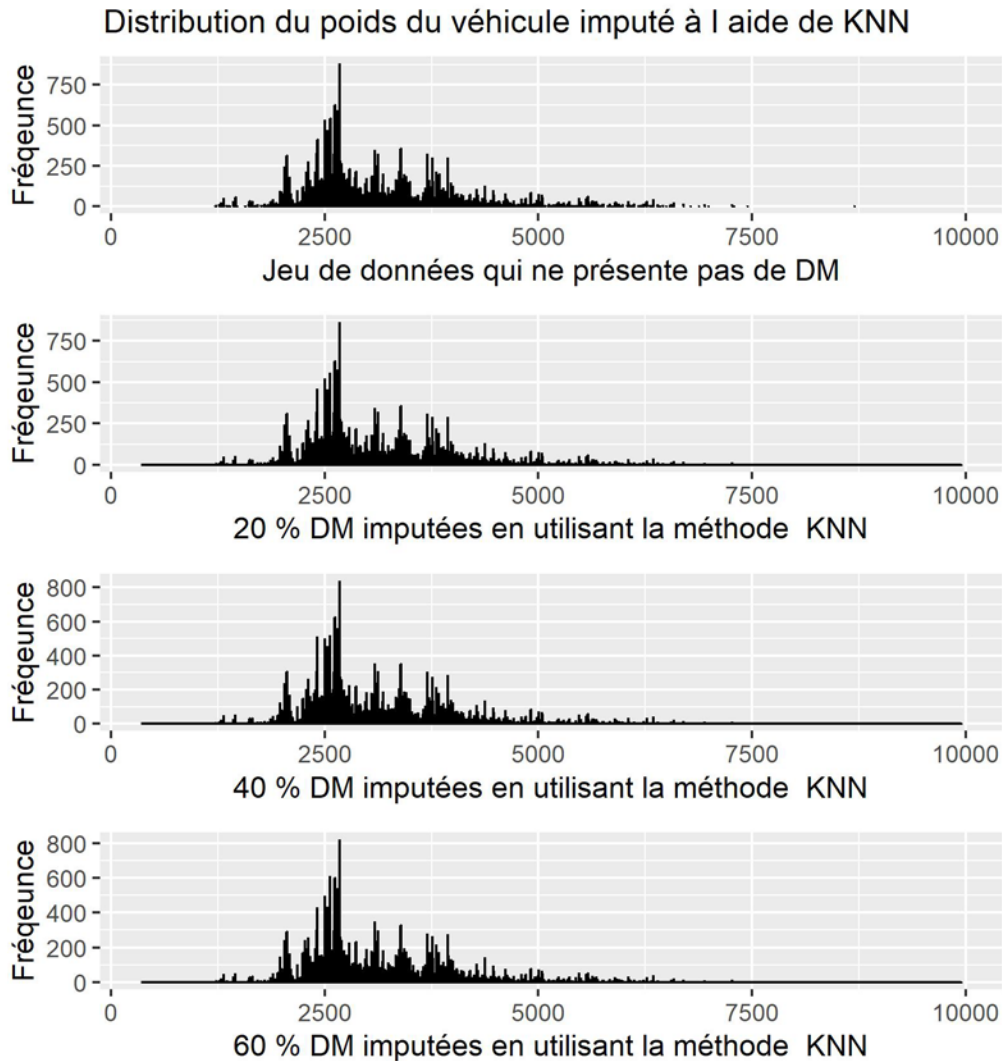 Distribution du poids du véhicule imputé à l aide de KNN
Fréqeunce
750
500
250
0
0 2500 5000 7500 10000
Jeu de données qui ne présente pas de DM
Fréqeunce
750
500
250
0
0 2500 5000 7500 10000
20 % DM imputées en utilisant la méthode  KNN
Fréqeunce
800
600
400
200
0
0 2500 5000 7500 10000
40 % DM imputées en utilisant la méthode  KNN
Fréqeunce
800
600
400
200
0
0 2500 5000 7500 10000
60 % DM imputées en utilisant la méthode  KNN